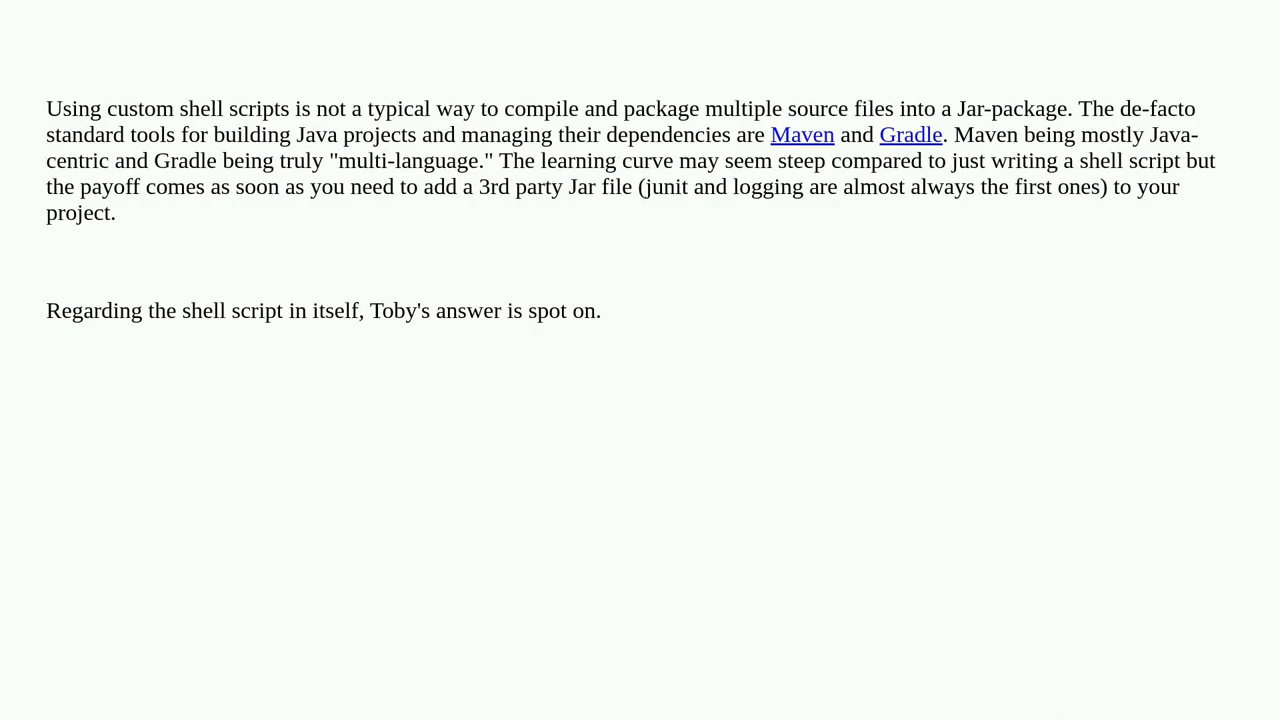 Using custom shell scripts is not a typical way to compile and package multiple source files into a Jar-package. The de-facto
standard tools for building Java projects and managing their dependencies are Maven and Gradle. Maven being mostly Java-
centric and Gradle being truly "multi-language." The learning curve may seem steep compared to just writing a shell script but
the payoff comes as soon as you need to add a 3rd party Jar file (junit and logging are almost always the first ones) to your
project.
Regarding the shell script in itself, Toby's answer is spot on.